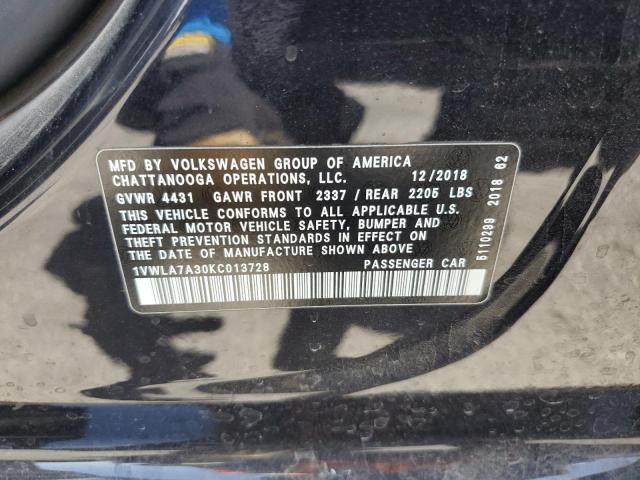 MFD BY VOLKSWAGEN GROUP OF AMERICA
CHATTANOOGA OPERATIONS, LLC. 12/2018
GVWR 4431 GAWR FRONT 2337 / REAR 2205 LBS
THIS VEHICLE CONFORMS TO ALL APPLICABLE U.S.
FEDERAL MOTOR VEHICLE SAFETY, BUMPER AND
THEFT PREVENTION STANDARDS IN EFFECT ON
THE DATE OF MANUFACTURE SHOWN ABOVE
1VWLA7A30KC013728 PASSENGER CAR
5110299 2018 62